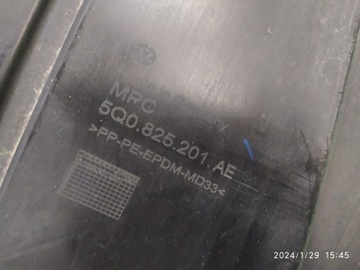 MRC
5Q0.825.201.AE
>PP-PE-EPDM-MD33<
2024/1/29 15:45